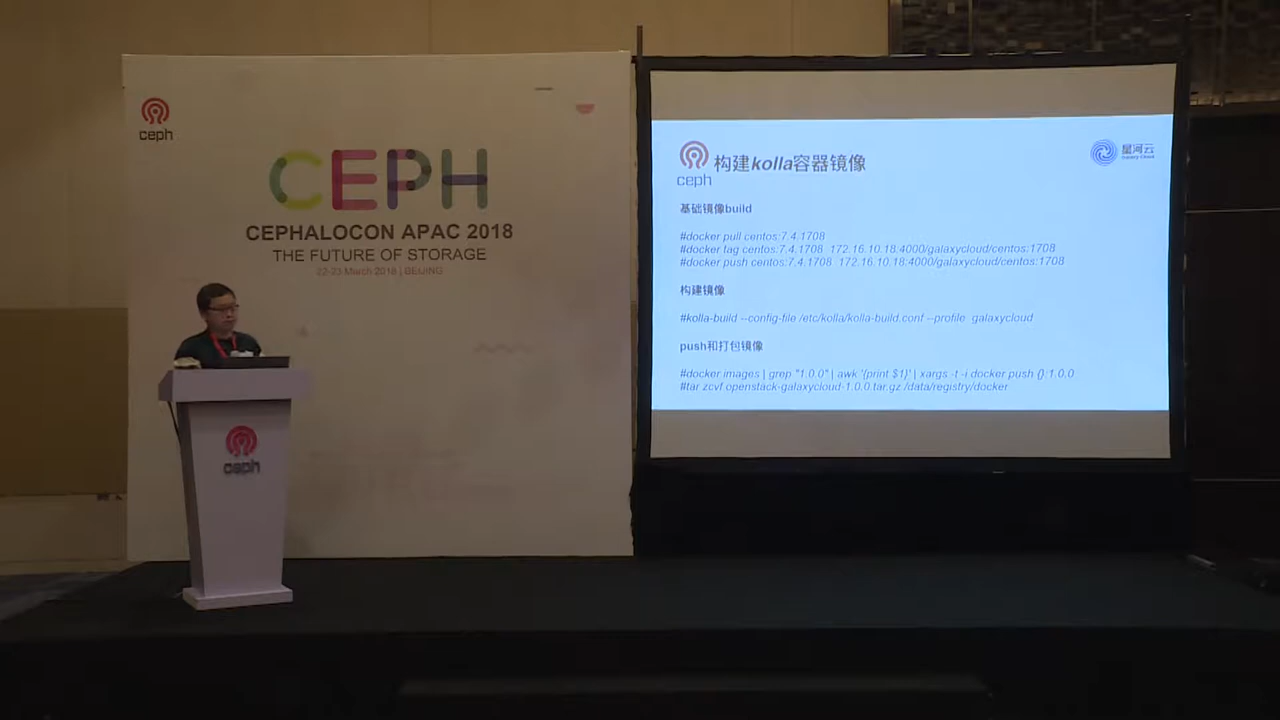 ceph
CEPH
CEPHALOCON APAC 2018
THE FUTURE OF STORAGE
22-23 March 2018 | BEIJING
ceph
ceph
构建kolla容器镜像
星河云
Galaxy Cloud
基础镜像build
#docker pull centos:7.4.1708
#docker tag centos:7.4.1708 172.16.10.18:4000/galaxycloud/centos:1708
#docker push centos:7.4.1708 172.16.10.18:4000/galaxycloud/centos:1708
构建镜像
#kolla-build --config-file /etc/kolla/kolla-build.conf --profile galaxycloud
push和打包镜像
#docker images | grep "1.0.0" | awk '{print $1}' | xargs -t -i docker push {}:1.0.0
#tar zcvf openstack-galaxycloud-1.0.0.tar.gz /data/registry/docker